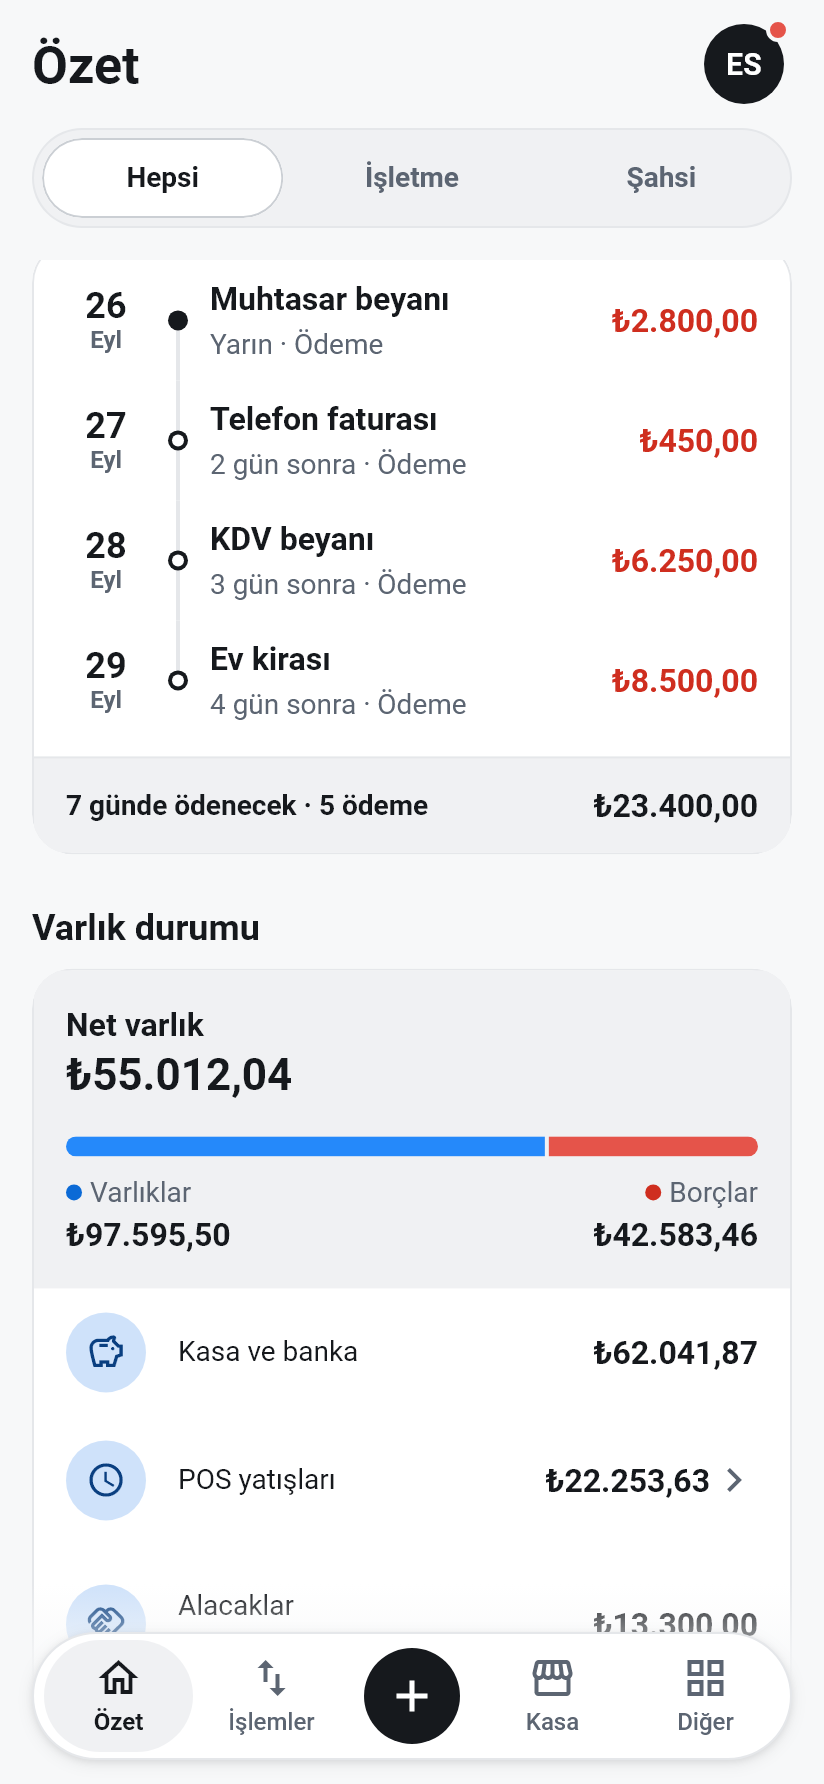 Özet
ES
Hepsi
İşletme
Şahsi
26
Eyl
Muhtasar beyanı
Yarın · Ödeme
₺2.800,00
27
Eyl
Telefon faturası
2 gün sonra · Ödeme
₺450,00
28
Eyl
KDV beyanı
3 gün sonra · Ödeme
₺6.250,00
29
Eyl
Ev kirası
4 gün sonra · Ödeme
₺8.500,00
7 günde ödenecek · 5 ödeme
₺23.400,00
Varlık durumu
Net varlık
₺55.012,04
Varlıklar
₺97.595,50
Borçlar
₺42.583,46
Kasa ve banka
₺62.041,87
POS yatışları
₺22.253,63
Alacaklar
₺13.300,00
Özet
İşlemler
Kasa
Diğer